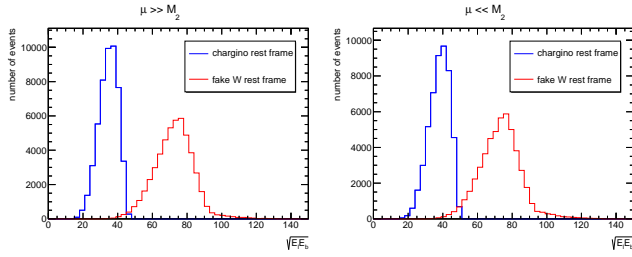 μ >> M₂
number of events
10000
8000
6000
4000
2000
0
chargino rest frame
fake W rest frame
0 20 40 60 80 100 120 140
√EₗE_b
μ << M₂
number of events
10000
8000
6000
4000
2000
0
chargino rest frame
fake W rest frame
0 20 40 60 80 100 120 140
√EₗE_b